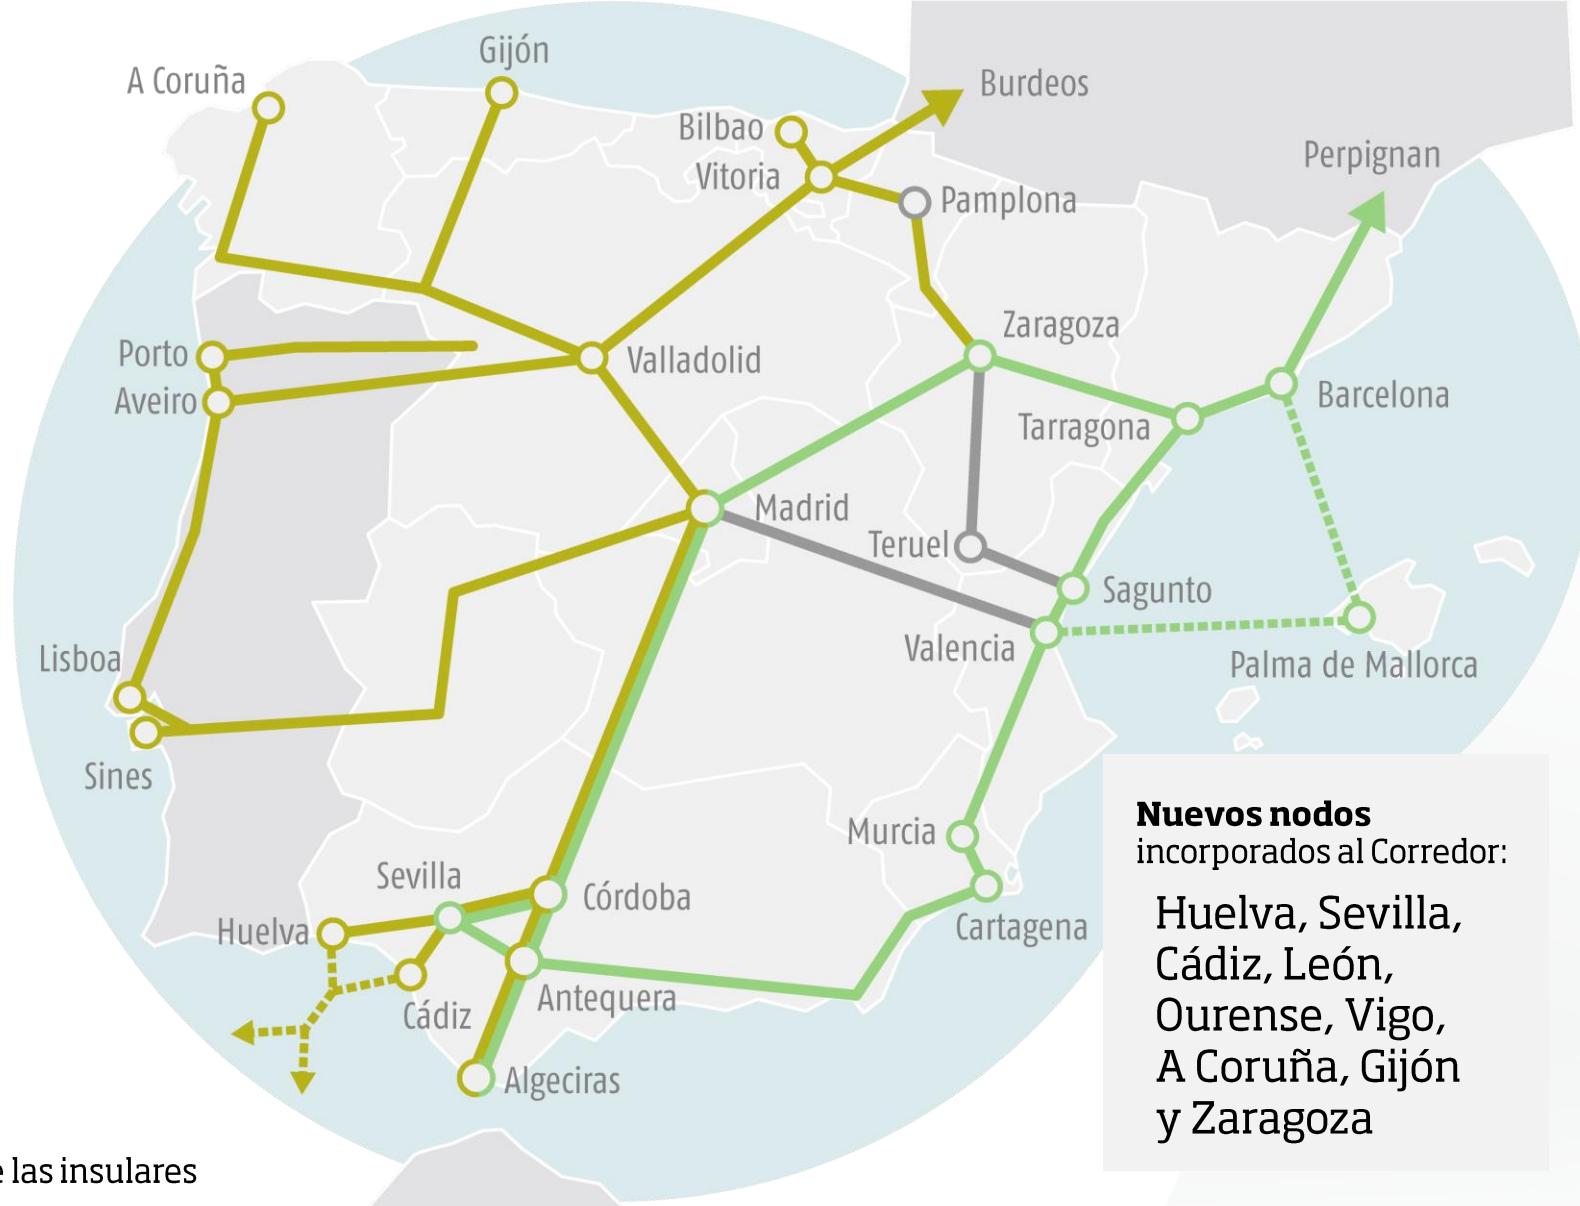 Gijón
A Coruña
Burdeos
Bilbao
Perpignan
Vitoria
Pamplona
Zaragoza
Porto
Valladolid
Aveiro
Barcelona
Tarragona
Madrid
Teruel
Sagunto
Valencia
Lisboa
Palma de Mallorca
Sines
Nuevos nodos
incorporados al Corredor:
Huelva, Sevilla,
Cádiz, León,
Ourense, Vigo,
A Coruña, Gijón
y Zaragoza
Murcia
Sevilla
Córdoba
Huelva
Cartagena
Antequera
Cádiz
Algeciras
e las insulares